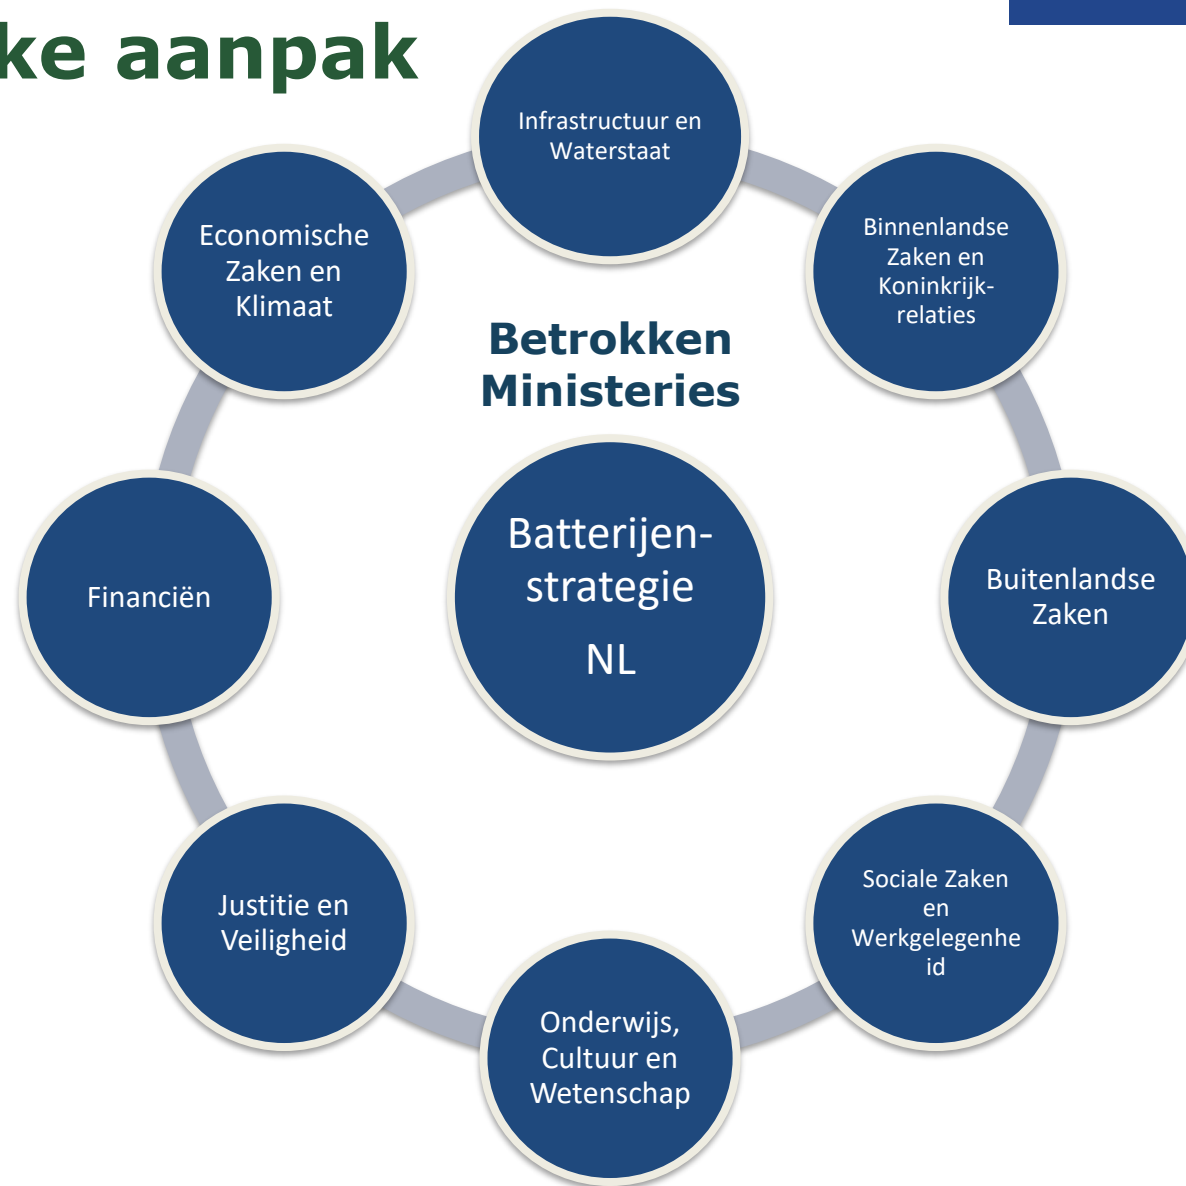 ke aanpak
Infrastructuur en
Waterstaat
Economische
Zaken en
Klimaat
Binnenlandse
Zaken en
Koninkrijk-
relaties
Betrokken
Ministeries
Batterijen-
strategie
NL
Financiën
Buitenlandse
Zaken
Justitie en
Veiligheid
Sociale Zaken
en
Werkgelegenhe
id
Onderwijs,
Cultuur en
Wetenschap